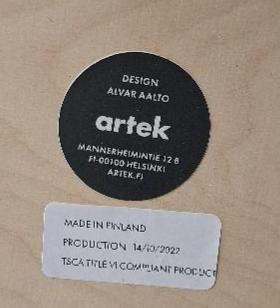 DESIGN
ALVAR AALTO
artek
MANNERHEIMINTIE 12 B
FI-00100 HELSINKI
ARTEK.FI
MADE IN FINLAND
PRODUCTION 14/10/2022
TSCA TITLE VI COMPLIANT PRODUCT